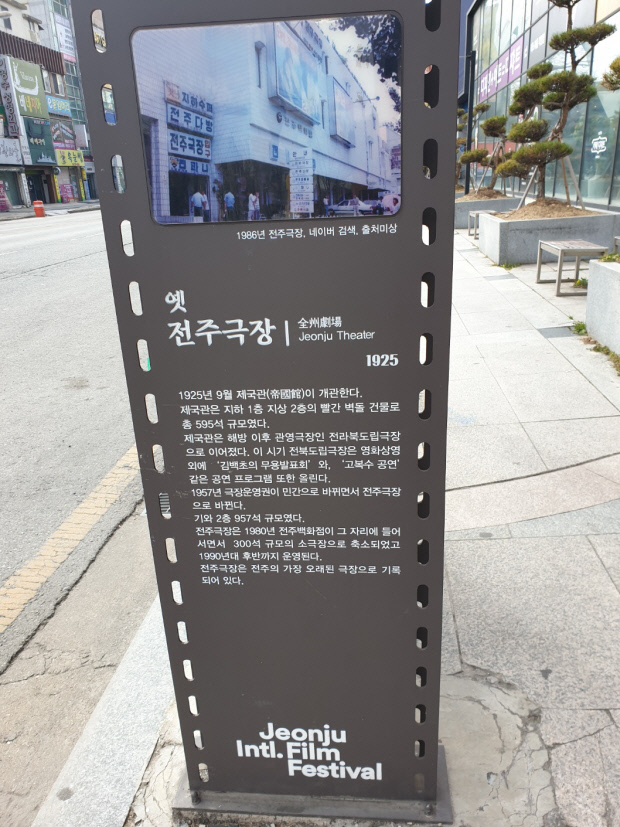 지하수퍼
전주다방
전주극장
1986년 전주극장, 네이버 검색, 출처미상
옛
전주극장
全州劇場
Jeonju Theater
1925
1925년 9월 제국관(帝國館)이 개관한다.
제국관은 지하 1층 지상 2층의 빨간 벽돌 건물로
총 595석 규모였다.
제국관은 해방 이후 관영극장인 전라북도립극장
으로 이어졌다. 이 시기 전북도립극장은 영화상영
외에 '김백초의 무용발표회' 와, '고복수 공연'
같은 공연 프로그램 또한 올린다.
1957년 극장운영권이 민간으로 바뀌면서 전주극장
으로 바뀐다.
기와 2층 957석 규모였다.
전주극장은 1980년 전주백화점이 그 자리에 들어
서면서 300석 규모의 소극장으로 축소되었고
1990년대 후반까지 운영된다.
전주극장은 전주의 가장 오래된 극장으로 기록
되어 있다.
Jeonju
Intl. Film
Festival